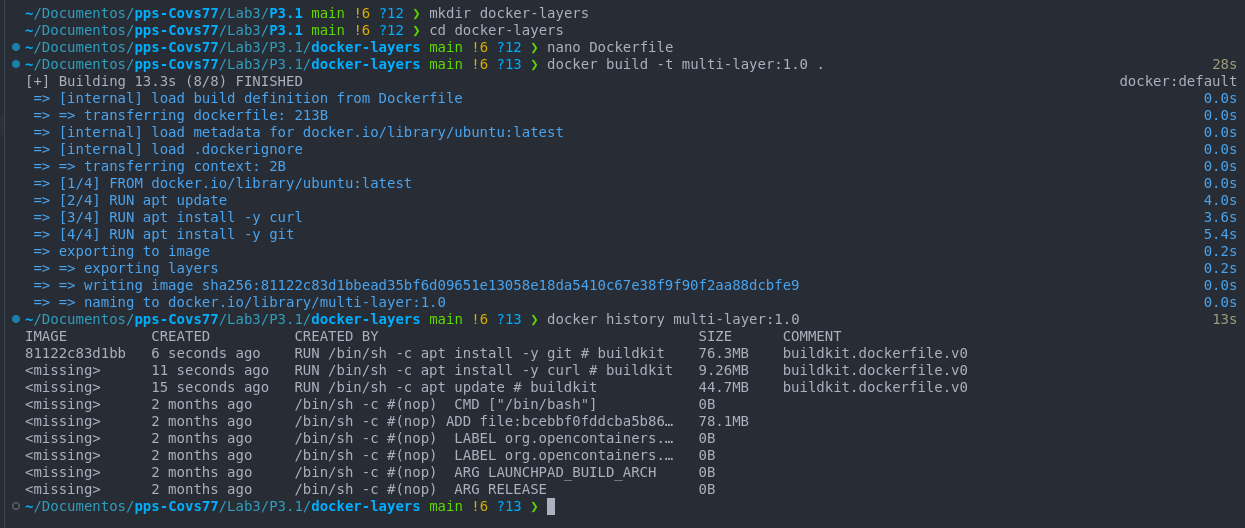 ~/Documentos/pps-Covs77/Lab3/P3.1 main !6 ?12 ❯ mkdir docker-layers
~/Documentos/pps-Covs77/Lab3/P3.1 main !6 ?12 ❯ cd docker-layers
~/Documentos/pps-Covs77/Lab3/P3.1/docker-layers main !6 ?12 ❯ nano Dockerfile
~/Documentos/pps-Covs77/Lab3/P3.1/docker-layers main !6 ?13 ❯ docker build -t multi-layer:1.0 . 28s
[+] Building 13.3s (8/8) FINISHED docker:default
=> [internal] load build definition from Dockerfile 0.0s
=> => transferring dockerfile: 213B 0.0s
=> [internal] load metadata for docker.io/library/ubuntu:latest 0.0s
=> [internal] load .dockerignore 0.0s
=> => transferring context: 2B 0.0s
=> [1/4] FROM docker.io/library/ubuntu:latest 0.0s
=> [2/4] RUN apt update 4.0s
=> [3/4] RUN apt install -y curl 3.6s
=> [4/4] RUN apt install -y git 5.4s
=> exporting to image 0.2s
=> => exporting layers 0.2s
=> => writing image sha256:81122c83d1bbead35bf6d09651e13058e18da5410c67e38f9f90f2aa88dcbfe9 0.0s
=> => naming to docker.io/library/multi-layer:1.0 0.0s
~/Documentos/pps-Covs77/Lab3/P3.1/docker-layers main !6 ?13 ❯ docker history multi-layer:1.0 13s
IMAGE CREATED CREATED BY SIZE COMMENT
81122c83d1bb 6 seconds ago RUN /bin/sh -c apt install -y git # buildkit 76.3MB buildkit.dockerfile.v0
<missing> 11 seconds ago RUN /bin/sh -c apt install -y curl # buildkit 9.26MB buildkit.dockerfile.v0
<missing> 15 seconds ago RUN /bin/sh -c apt update # buildkit 44.7MB buildkit.dockerfile.v0
<missing> 2 months ago /bin/sh -c #(nop) CMD ["/bin/bash"] 0B
<missing> 2 months ago /bin/sh -c #(nop) ADD file:bcebbf0fddcba5b86… 78.1MB
<missing> 2 months ago /bin/sh -c #(nop) LABEL org.opencontainers.… 0B
<missing> 2 months ago /bin/sh -c #(nop) LABEL org.opencontainers.… 0B
<missing> 2 months ago /bin/sh -c #(nop) ARG LAUNCHPAD_BUILD_ARCH 0B
<missing> 2 months ago /bin/sh -c #(nop) ARG RELEASE 0B
~/Documentos/pps-Covs77/Lab3/P3.1/docker-layers main !6 ?13 ❯